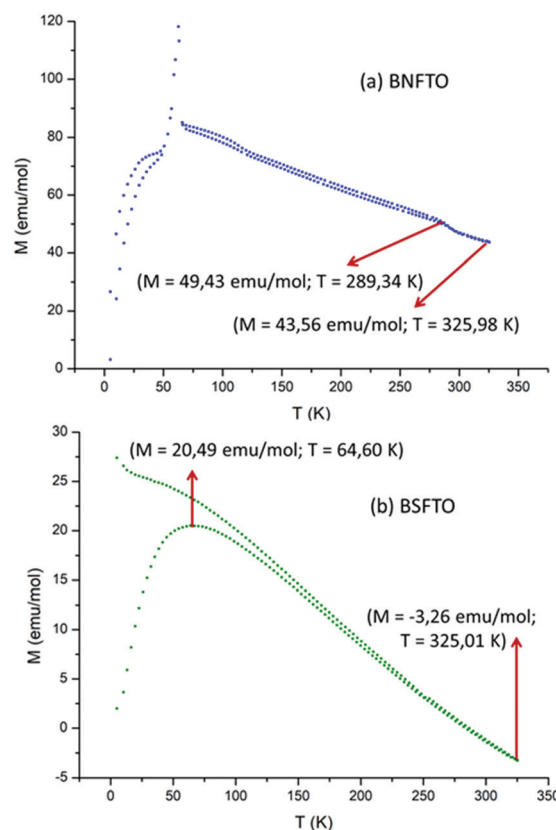 120
(a) BNFTO
100
80
M (emu/mol)
60
40
(M = 49,43 emu/mol; T = 289,34 K)
20
(M = 43,56 emu/mol; T = 325,98 K)
0
0 50 100 150 200 250 300 350
T (K)
30
(M = 20,49 emu/mol; T = 64,60 K)
25
(b) BSFTO
20
15
M (emu/mol)
(M = -3,26 emu/mol;
T = 325,01 K)
10
5
0
-5
0 50 100 150 200 250 300 350
T (K)